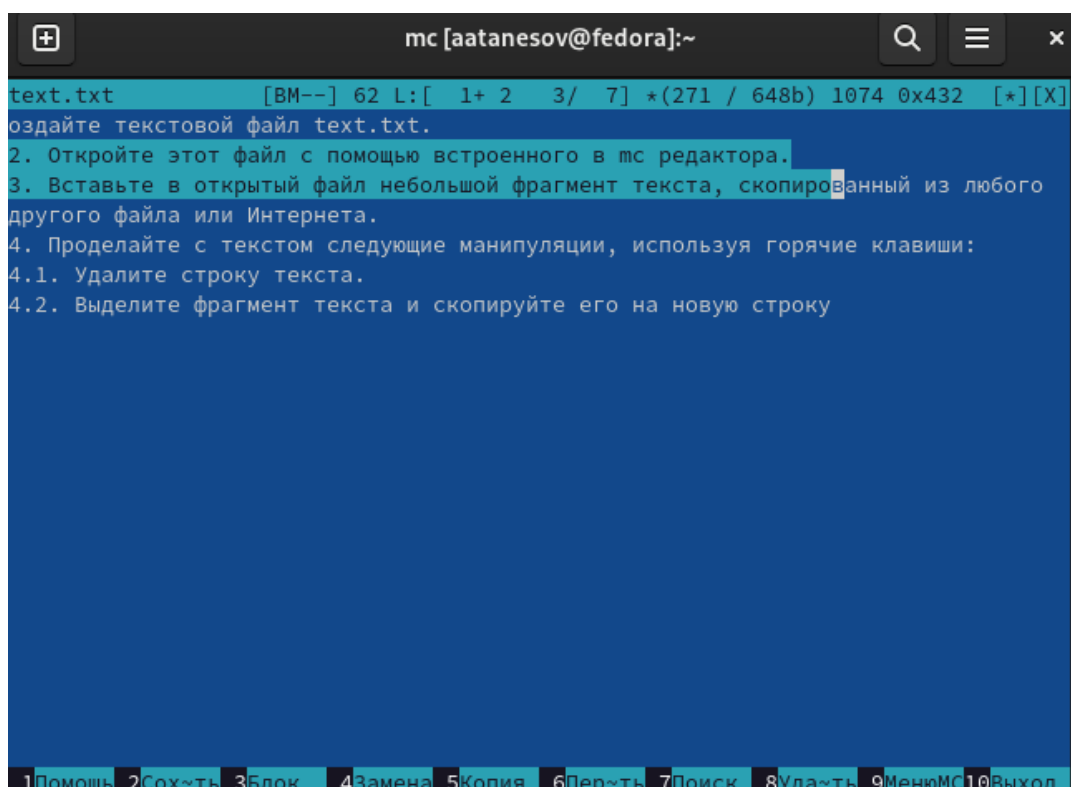 mc [aatanesov@fedora]:~
text.txt [BM--] 62 L:[ 1+ 2 3/ 7] *(271 / 648b) 1074 0x432 [*][X]
оздайте текстовой файл text.txt.
2. Откройте этот файл с помощью встроенного в mc редактора.
3. Вставьте в открытый файл небольшой фрагмент текста, скопированный из любого
другого файла или Интернета.
4. Проделайте с текстом следующие манипуляции, используя горячие клавиши:
4.1. Удалите строку текста.
4.2. Выделите фрагмент текста и скопируйте его на новую строку
1Помощь 2Сох~ть 3Блок 4Замена 5Копия 6Пер~ть 7Поиск 8Уда~ть 9МенюMC 10Выход